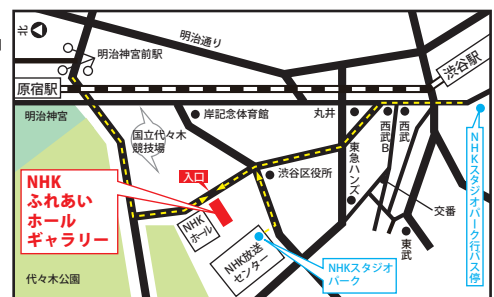 北
明治神宮前駅
明治通り
渋谷駅
原宿駅
明治神宮
国立代々木
競技場
岸記念体育館
丸井
西武B
西武
東急ハンズ
渋谷区役所
入口
NHK
ふれあい
ホール
ギャラリー
NHK
ホール
NHK放送
センター
NHKスタジオ
パーク
交番
東武
NHKスタジオパーク行バス停
代々木公園